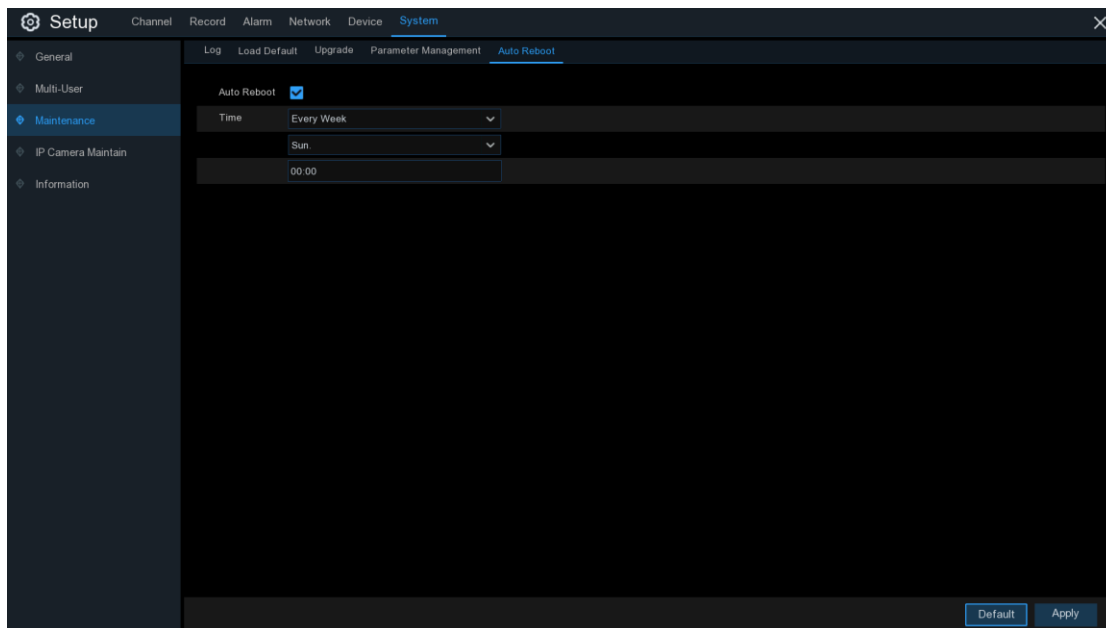 Setup Channel Record Alarm Network Device System
General
Multi-User
Maintenance
IP Camera Maintain
Information
Log Load Default Upgrade Parameter Management Auto Reboot
Auto Reboot
Time Every Week
Sun.
00:00
Default Apply